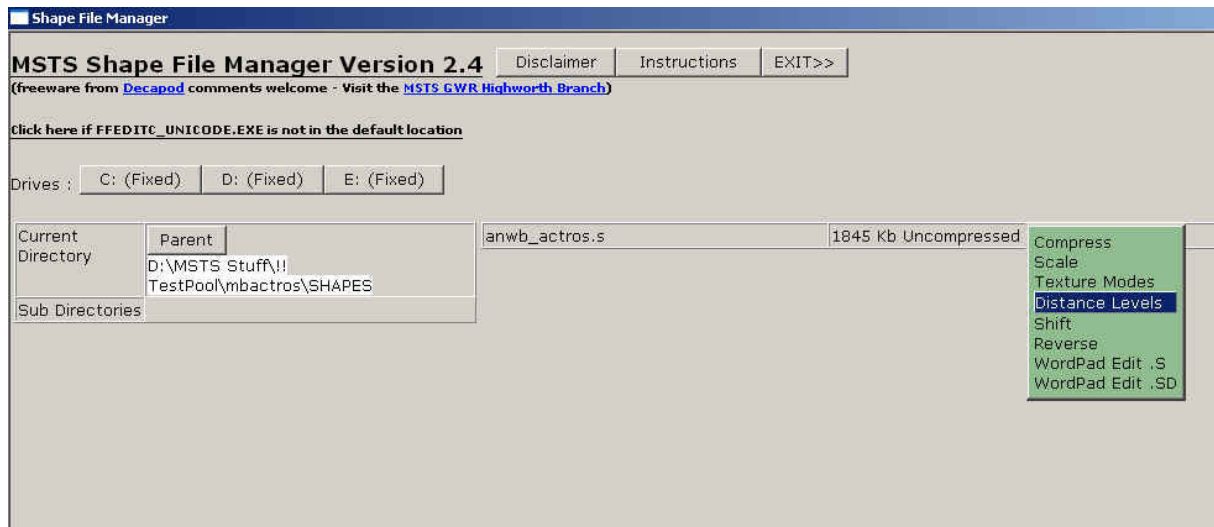 Shape File Manager
MSTS Shape File Manager Version 2.4 Disclaimer Instructions EXIT>>
(freeware from Decapod comments welcome - Visit the MSTS GWR Highworth Branch)
Click here if FFEDITC_UNICODE.EXE is not in the default location
Drives : C: (Fixed) D: (Fixed) E: (Fixed)
Current Directory
Parent
D:\MSTS Stuff\!!
TestPool\mbactros\SHAPES
Sub Directories
anwb_actros.s 1845 Kb Uncompressed
Compress
Scale
Texture Modes
Distance Levels
Shift
Reverse
WordPad Edit .S
WordPad Edit .SD